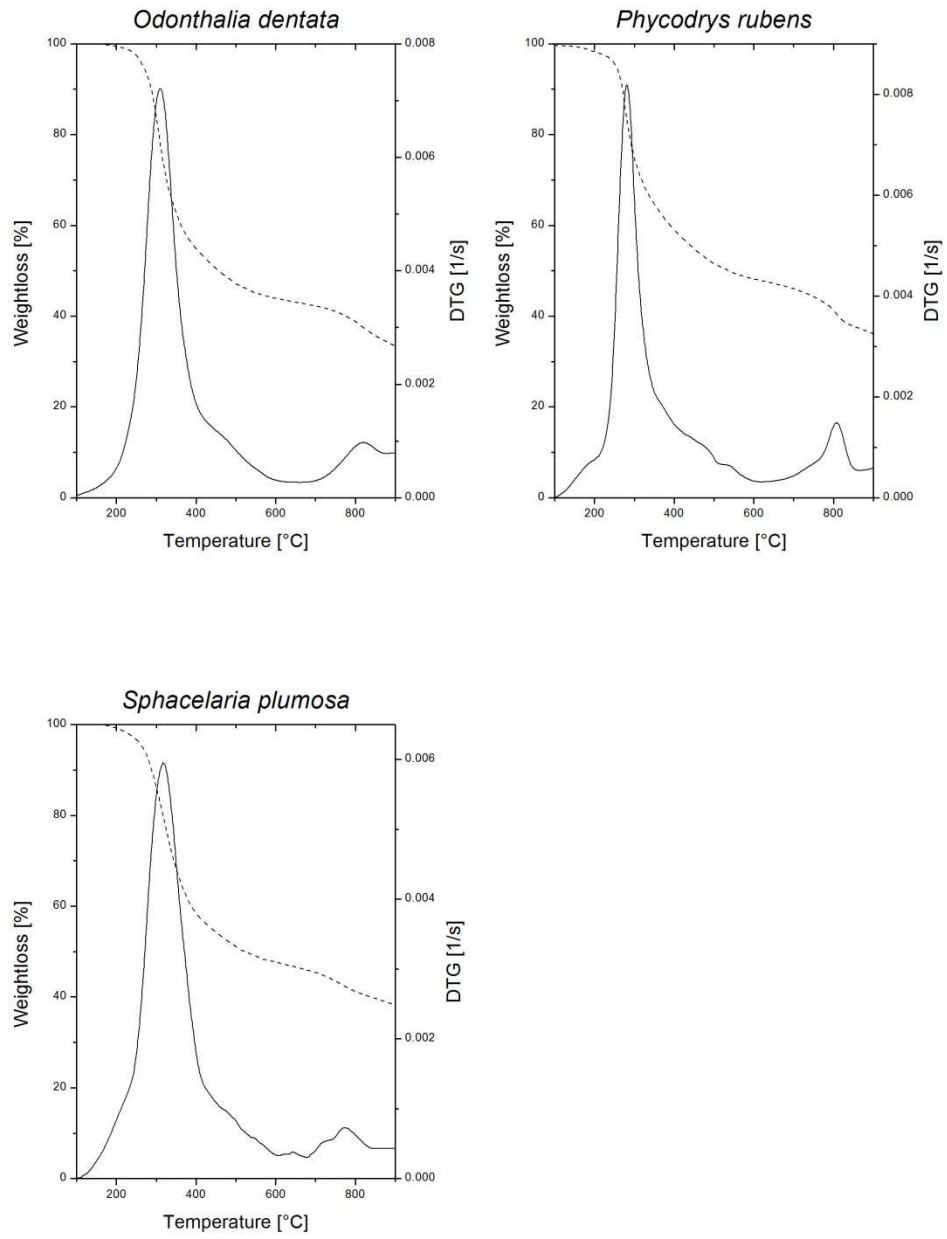 Odonthalia dentata
100
80
60
40
20
0
Weightloss [%]
0.008
0.006
0.004
0.002
0.000
DTG [1/s]
200 400 600 800
Temperature [°C]
Phycodrys rubens
100
80
60
40
20
0
Weightloss [%]
0.008
0.006
0.004
0.002
0.000
DTG [1/s]
200 400 600 800
Temperature [°C]
Sphacelaria plumosa
100
80
60
40
20
0
Weightloss [%]
0.006
0.004
0.002
0.000
DTG [1/s]
200 400 600 800
Temperature [°C]